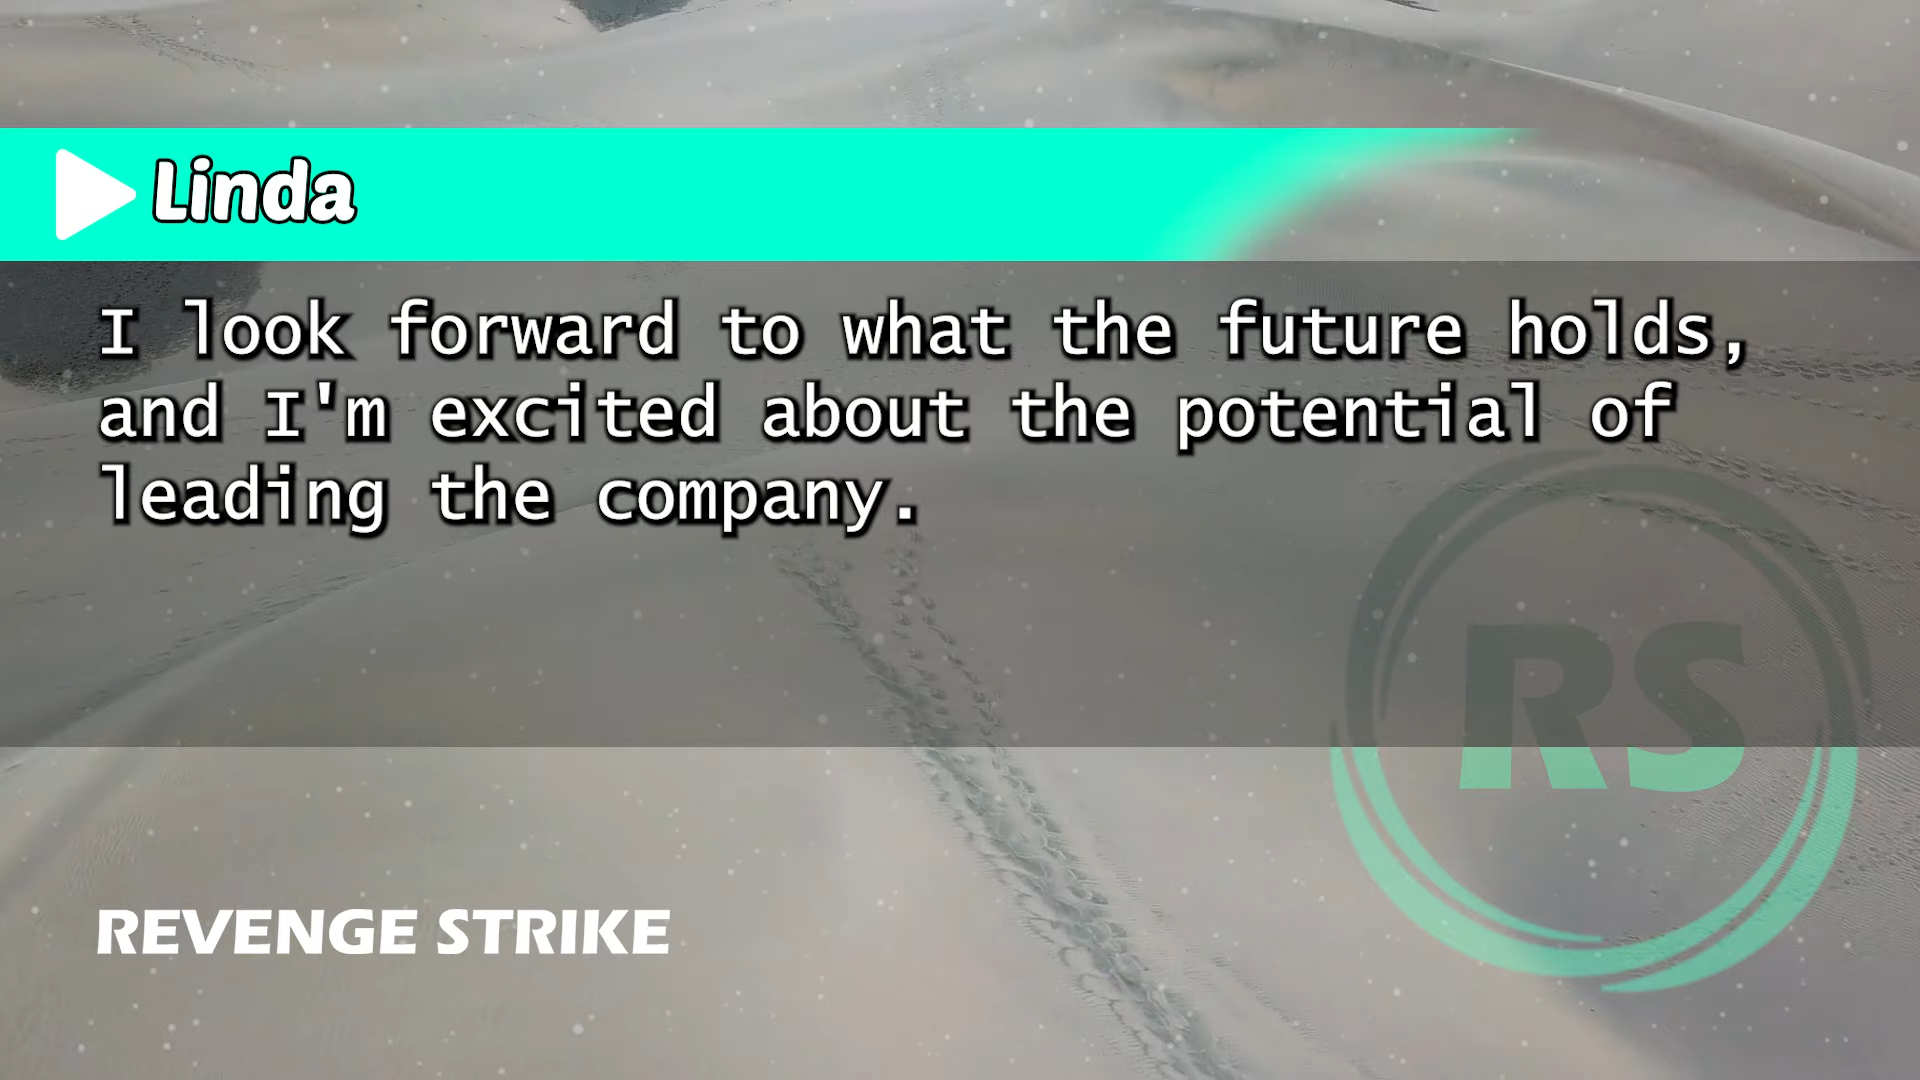 Linda
I look forward to what the future holds,
and I'm excited about the potential of
leading the company.
RS
REVENGE STRIKE